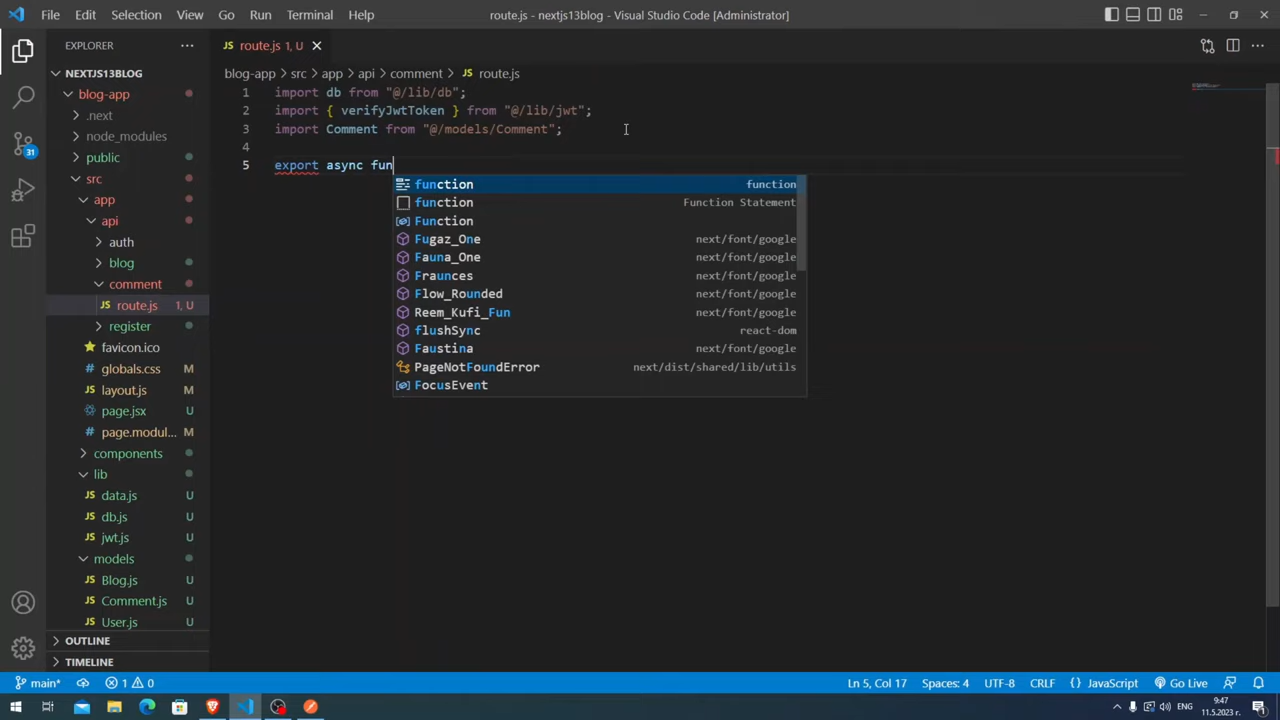 File Edit Selection View Go Run Terminal Help
route.js - nextjs13blog - Visual Studio Code [Administrator]
EXPLORER
JS route.js 1, U
NEXTJS13BLOG
blog-app > src > app > api > comment > JS route.js
blog-app
.next
node_modules
public
src
app
api
auth
blog
comment
JS route.js 1, U
register
favicon.ico
# globals.css M
JS layout.js M
page.jsx U
# page.modul... M
components
lib
JS data.js U
JS db.js U
JS jwt.js U
models
JS Blog.js U
JS Comment.js U
JS User.js U
OUTLINE
TIMELINE
31
1 import db from "@/lib/db";
2 import { verifyJwtToken } from "@/lib/jwt";
3 import Comment from "@/models/Comment";
4
5 export async fun
function function
function Function Statement
Function
Fugaz_One next/font/google
Fauna_One next/font/google
Fraunces next/font/google
Flow_Rounded next/font/google
Reem_Kufi_Fun next/font/google
flushSync react-dom
Faustina next/font/google
PageNotFoundError next/dist/shared/lib/utils
FocusEvent
main* 1 0 Ln 5, Col 17 Spaces: 4 UTF-8 CRLF {} JavaScript Go Live
ENG 9:47
11.5.2023 г.
1